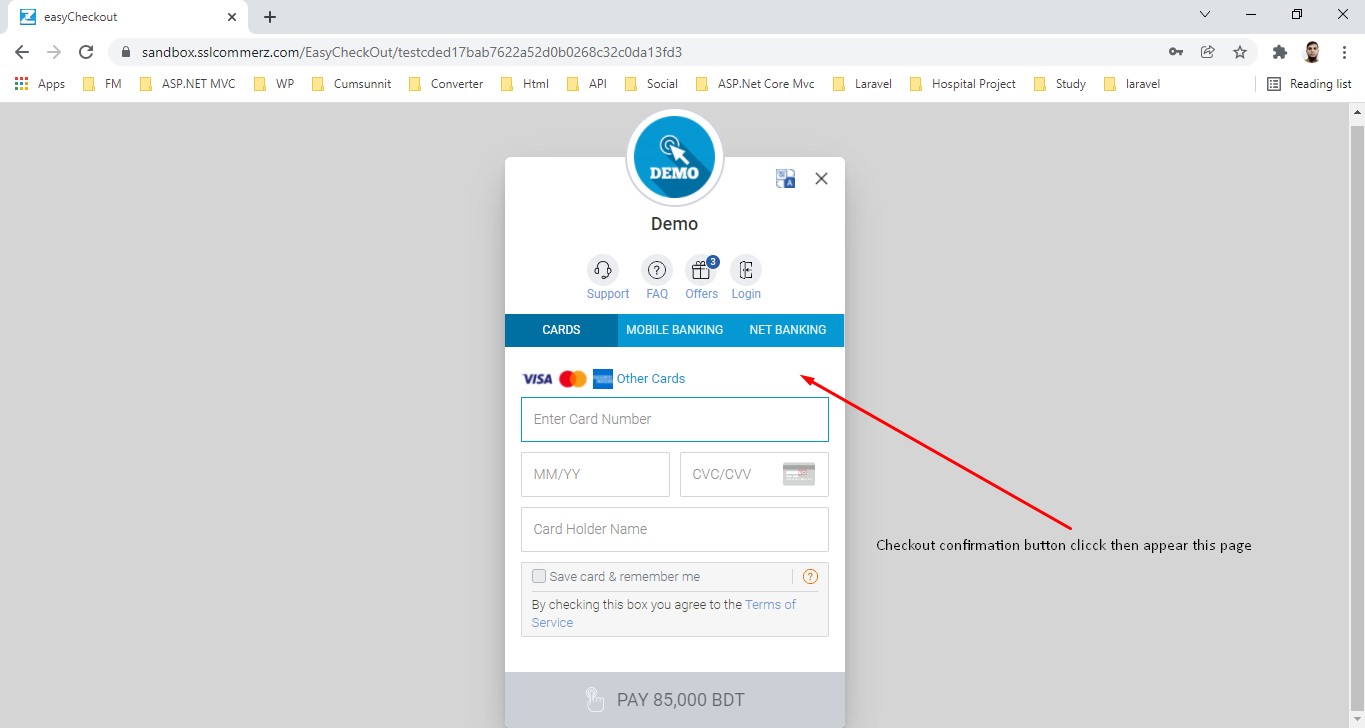 easyCheckout
sandbox.sslcommerz.com/EasyCheckOut/testcded17bab7622a52d0b0268c32c0da13fd3
Apps FM ASP.NET MVC WP Cumsunnit Converter Html API Social ASP.Net Core Mvc Laravel Hospital Project Study laravel Reading list
DEMO
A
Demo
3
Support FAQ Offers Login
CARDS MOBILE BANKING NET BANKING
VISA Other Cards
Enter Card Number
MM/YY CVC/CVV
Card Holder Name
Checkout confirmation button clicck then appear this page
Save card & remember me ?
By checking this box you agree to the Terms of
Service
PAY 85,000 BDT